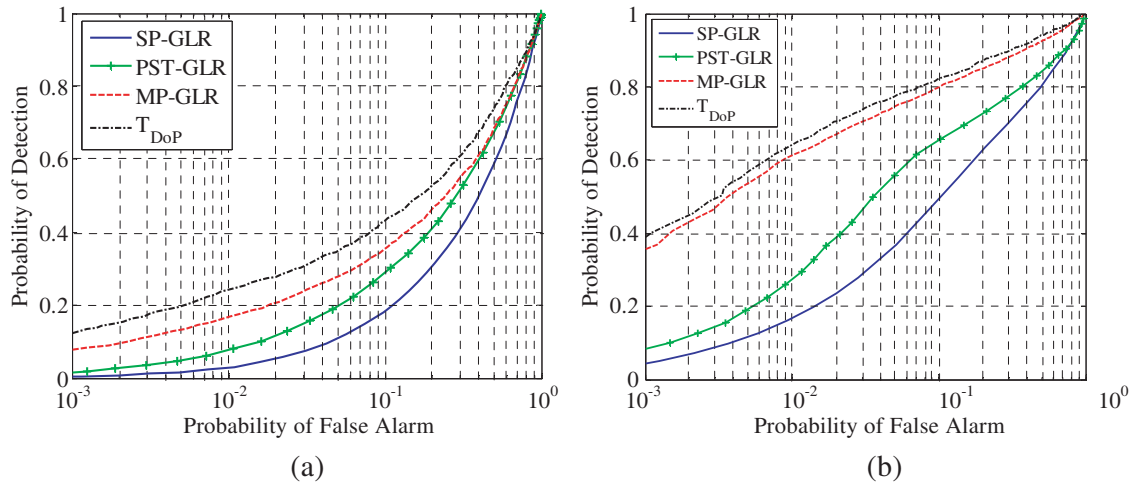 SP-GLR
PST-GLR
MP-GLR
T_DoP
1
0.8
0.6
0.4
0.2
0
Probability of Detection
10^-3
10^-2
10^-1
10^0
Probability of False Alarm
(a)
SP-GLR
PST-GLR
MP-GLR
T_DoP
1
0.8
0.6
0.4
0.2
0
Probability of Detection
10^-3
10^-2
10^-1
10^0
Probability of False Alarm
(b)